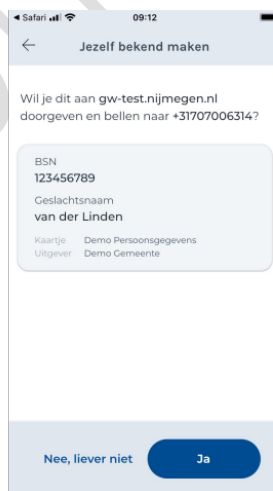 Safari 09:12
Jezelf bekend maken
Wil je dit aan gw-test.nijmegen.nl
doorgeven en bellen naar +31707006314?
BSN
123456789
Geslachtsnaam
van der Linden
Kaartje Demo Persoonsgegevens
Uitgever Demo Gemeente
Nee, liever niet Ja